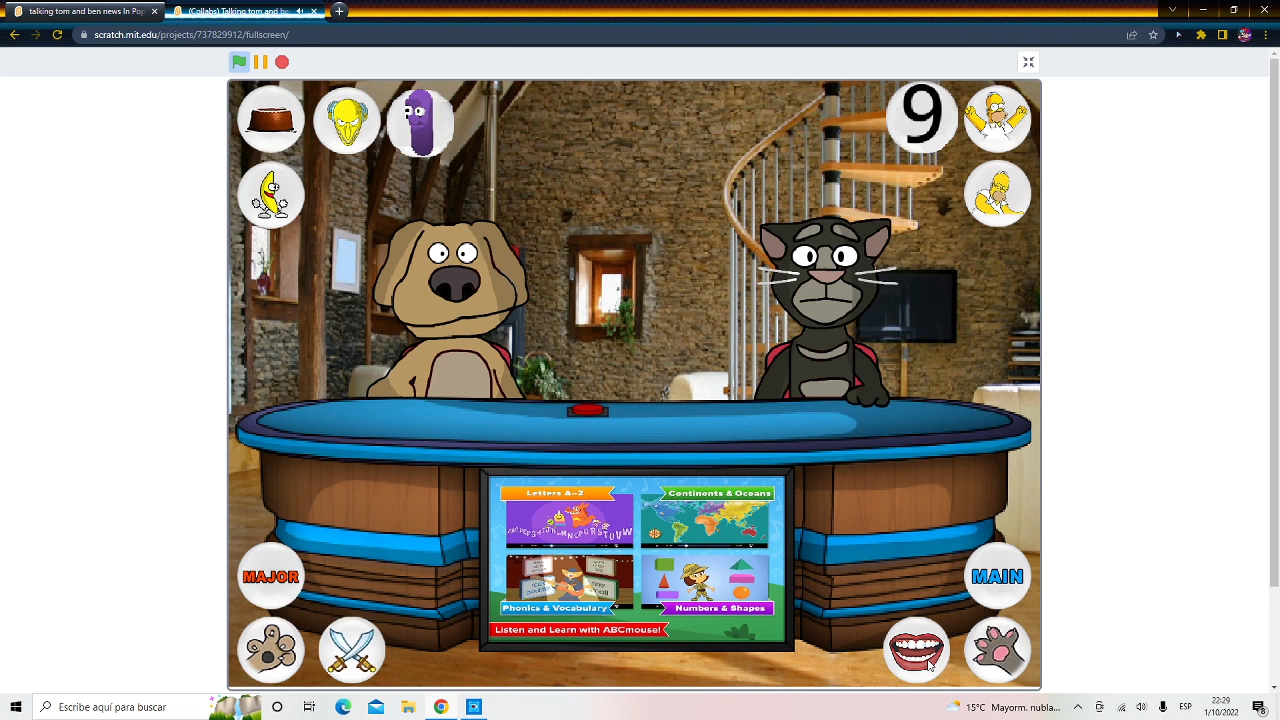 talking tom and ben news In Pop
(Collabs) Talking tom and be
scratch.mit.edu/projects/737829912/fullscreen/
9
Letters A-Z
Continents & Oceans
Phonics & Vocabulary
Numbers & Shapes
Listen and Learn with ABCmouse!
MAJOR
MAIN
Escribe aquí para buscar
15°C Mayorm. nubla...
ESP
22:29
1/10/2022
8